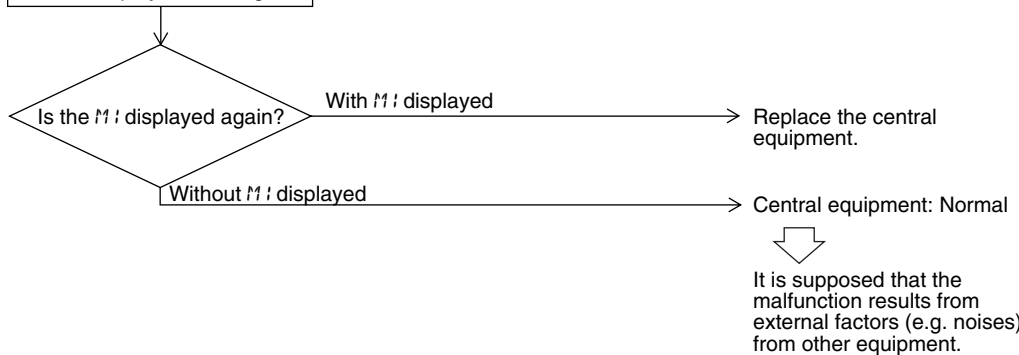 With M1 displayed
Is the M1 displayed again?
Replace the central
equipment.
Without M1 displayed
Central equipment: Normal
It is supposed that the
malfunction results from
external factors (e.g. noises)
from other equipment.